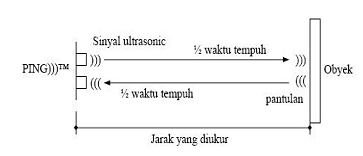 Sinyal ultrasonic
½ waktu tempuh
PING)))™
)))
)))
Obyek
(((
(((
½ waktu tempuh
pantulan
Jarak yang diukur